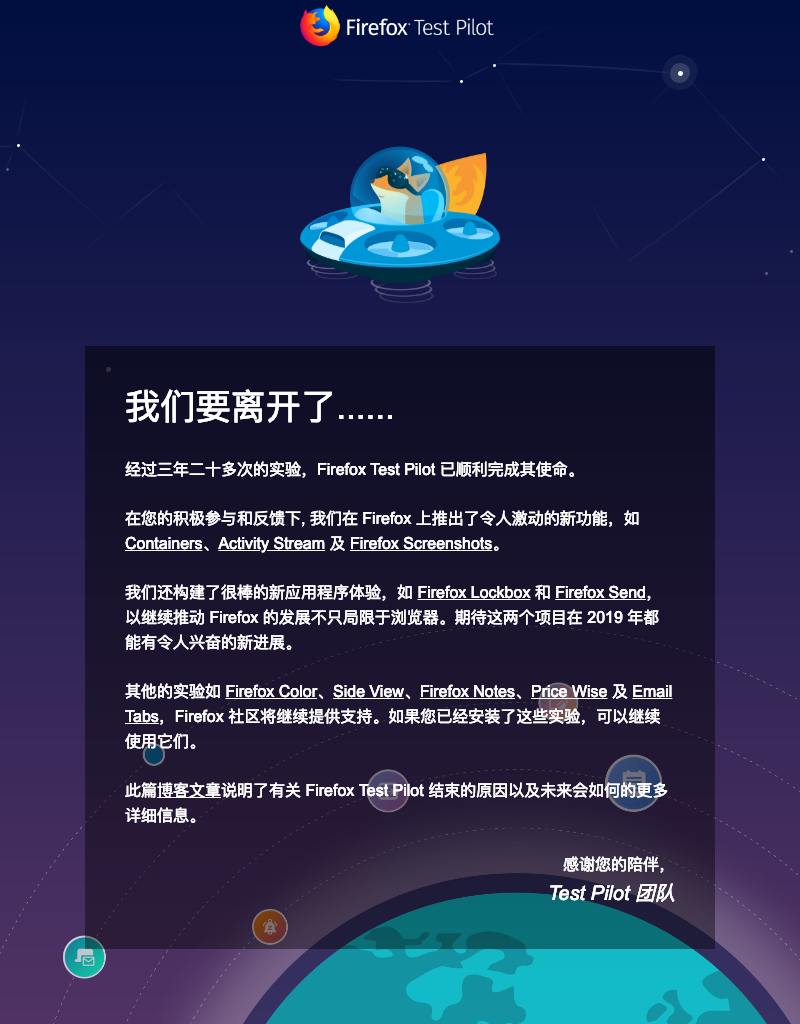 Firefox Test Pilot
我们要离开了……
经过三年二十多次的实验，Firefox Test Pilot 已顺利完成其使命。
在您的积极参与和反馈下, 我们在 Firefox 上推出了令人激动的新功能，如
Containers、Activity Stream 及 Firefox Screenshots。
我们还构建了很棒的新应用程序体验，如 Firefox Lockbox 和 Firefox Send，
以继续推动 Firefox 的发展不只局限于浏览器。期待这两个项目在 2019 年都
能有令人兴奋的新进展。
其他的实验如 Firefox Color、Side View、Firefox Notes、Price Wise 及 Email
Tabs，Firefox 社区将继续提供支持。如果您已经安装了这些实验，可以继续
使用它们。
此篇博客文章说明了有关 Firefox Test Pilot 结束的原因以及未来会如何的更多
详细信息。
感谢您的陪伴，
Test Pilot 团队